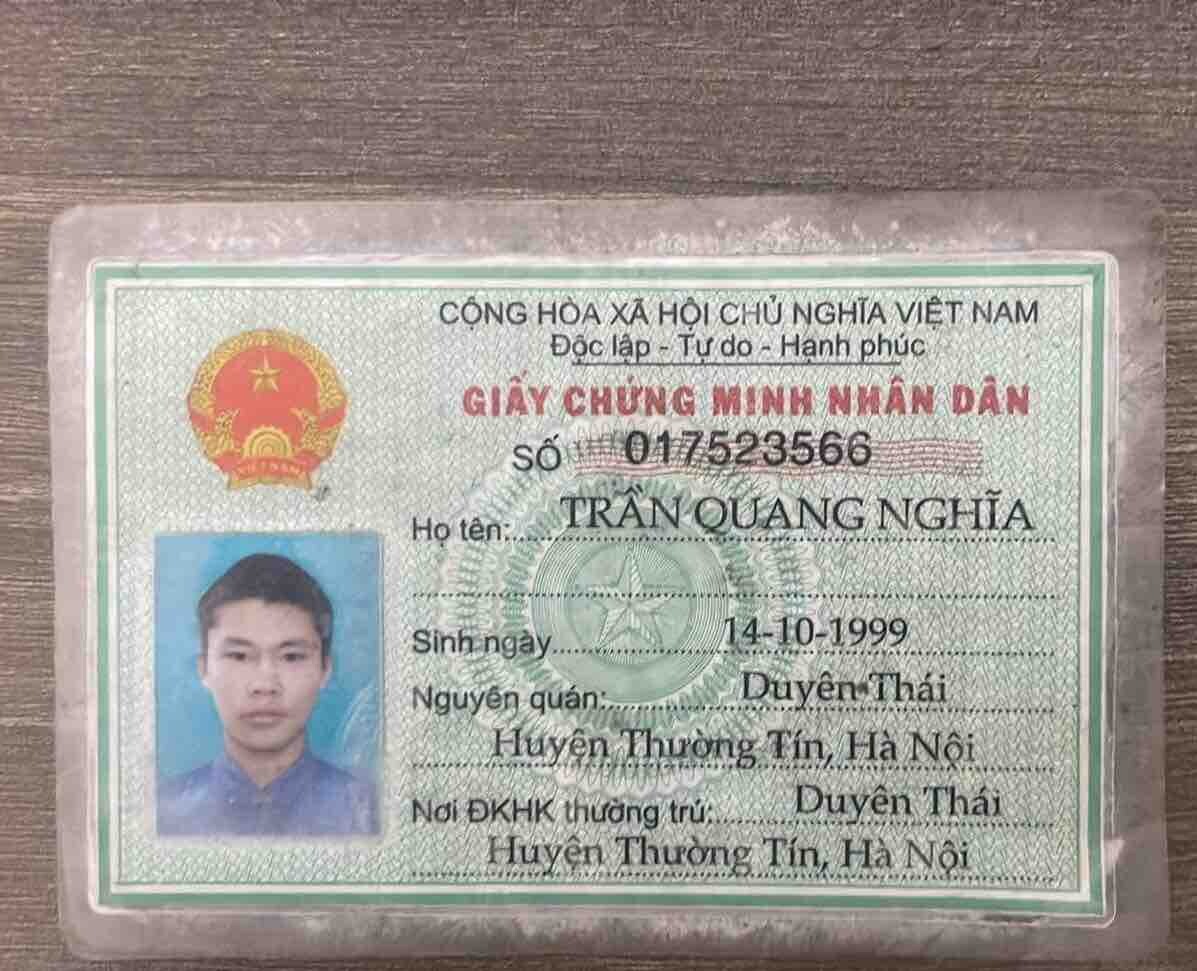 CỘNG HÒA XÃ HỘI CHỦ NGHĨA VIỆT NAM
Độc lập - Tự do - Hạnh phúc
GIẤY CHỨNG MINH NHÂN DÂN
SỐ 017523566
Họ tên: TRẦN QUANG NGHĨA
Sinh ngày 14-10-1999
Nguyên quán: Duyên Thái
Huyện Thường Tín, Hà Nội
Nơi ĐKHK thường trú: Duyên Thái
Huyện Thường Tín, Hà Nội
VIỆT NAM